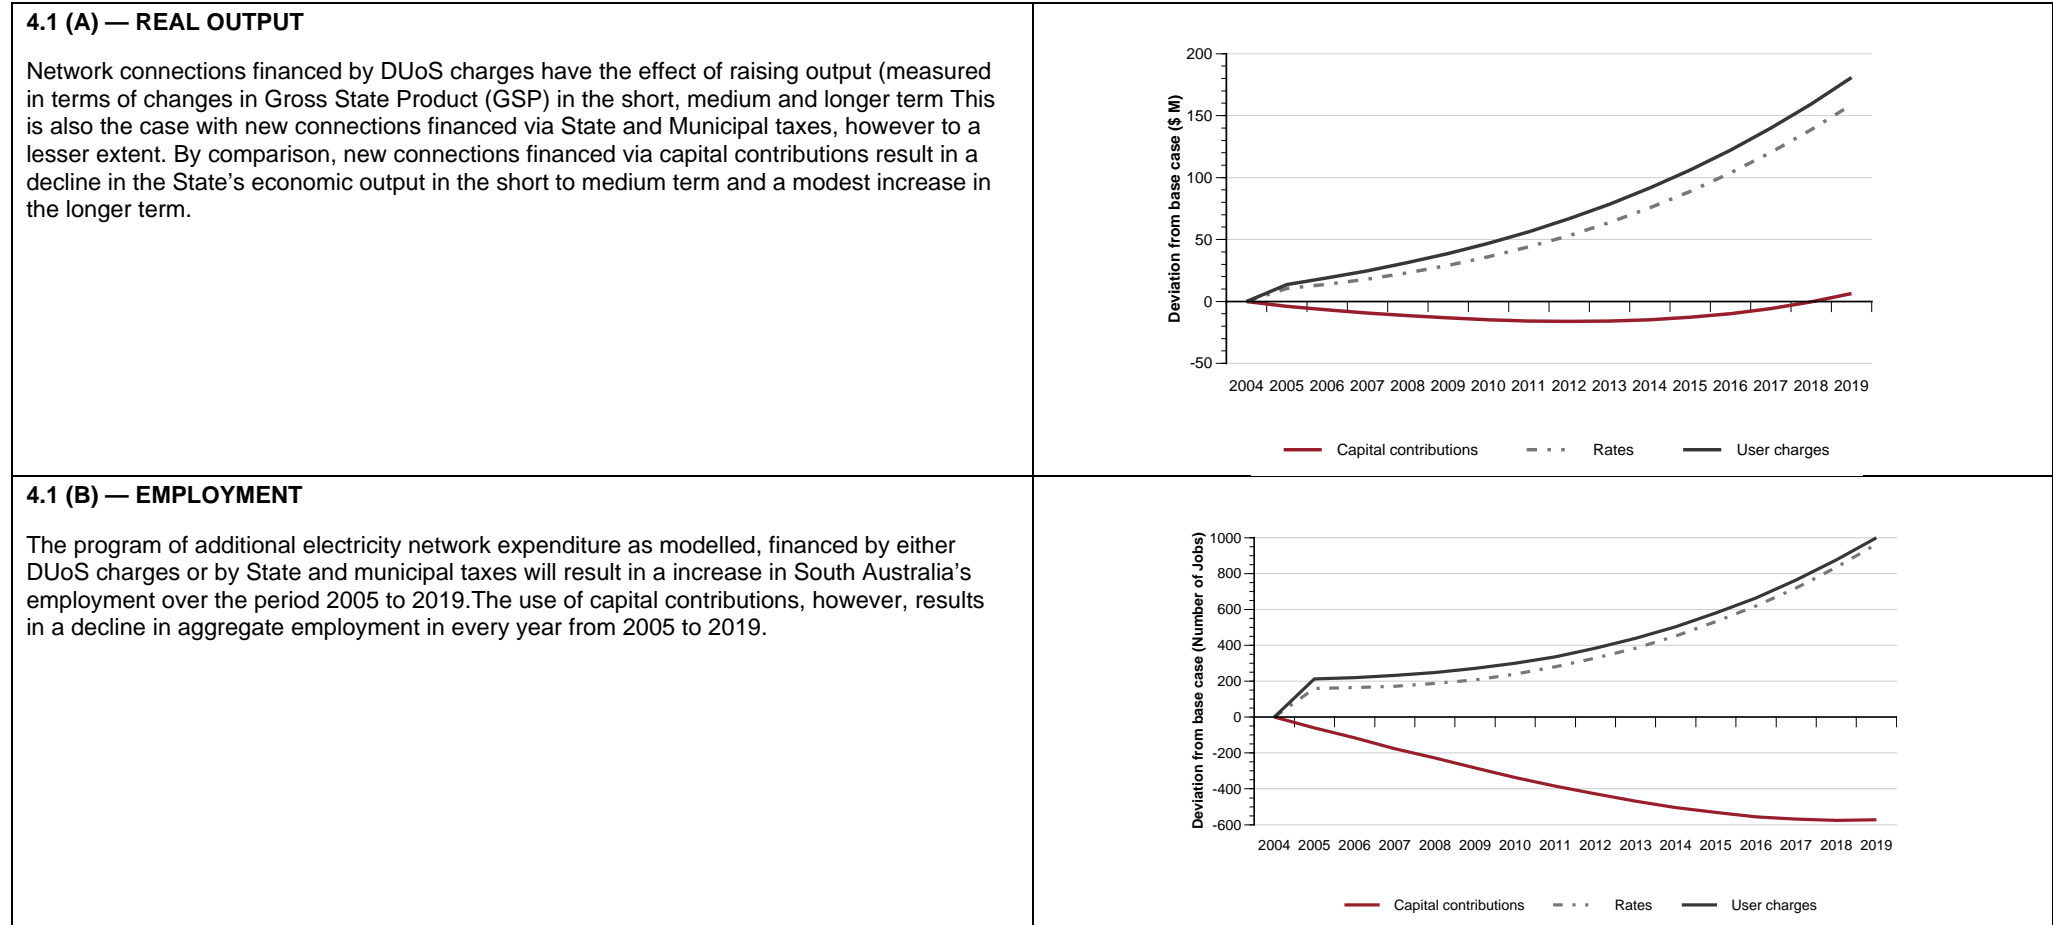 4.1 (A) — REAL OUTPUT
Network connections financed by DUoS charges have the effect of raising output (measured
in terms of changes in Gross State Product (GSP) in the short, medium and longer term This
is also the case with new connections financed via State and Municipal taxes, however to a
lesser extent. By comparison, new connections financed via capital contributions result in a
decline in the State’s economic output in the short to medium term and a modest increase in
the longer term.
Deviation from base case ($ M)
200
150
100
50
0
-50
2004 2005 2006 2007 2008 2009 2010 2011 2012 2013 2014 2015 2016 2017 2018 2019
Capital contributions Rates User charges
4.1 (B) — EMPLOYMENT
The program of additional electricity network expenditure as modelled, financed by either
DUoS charges or by State and municipal taxes will result in a increase in South Australia’s
employment over the period 2005 to 2019.The use of capital contributions, however, results
in a decline in aggregate employment in every year from 2005 to 2019.
Deviation from base case (Number of Jobs)
1000
800
600
400
200
0
-200
-400
-600
2004 2005 2006 2007 2008 2009 2010 2011 2012 2013 2014 2015 2016 2017 2018 2019
Capital contributions Rates User charges